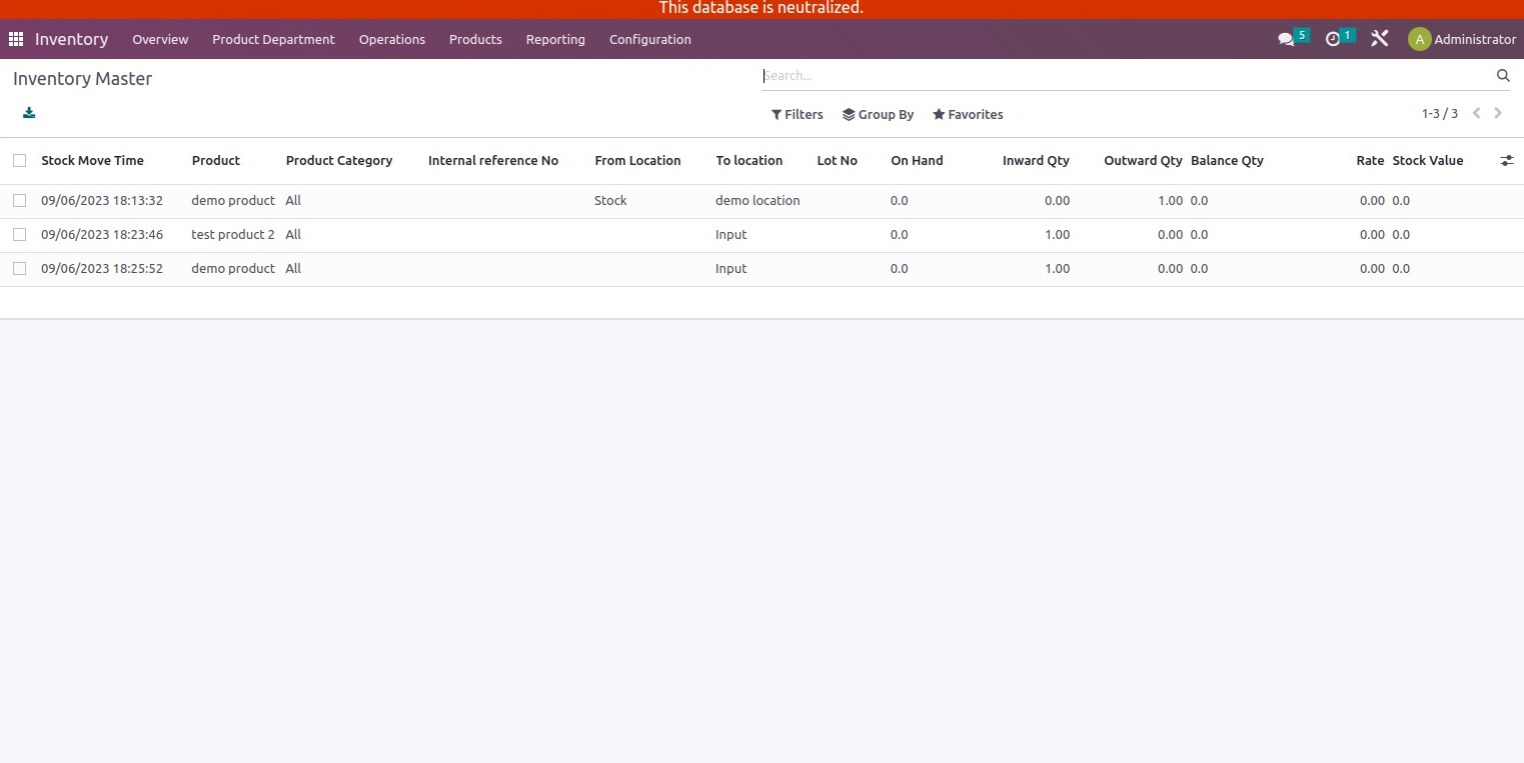 This database is neutralized.
Inventory Overview Product Department Operations Products Reporting Configuration 5 1 A Administrator
Inventory Master Search...
Filters Group By Favorites 1-3 / 3
Stock Move Time Product Product Category Internal reference No From Location To location Lot No On Hand Inward Qty Outward Qty Balance Qty Rate Stock Value
09/06/2023 18:13:32 demo product All Stock demo location 0.0 0.00 1.00 0.0 0.00 0.0
09/06/2023 18:23:46 test product 2 All Input 0.0 1.00 0.00 0.0 0.00 0.0
09/06/2023 18:25:52 demo product All Input 0.0 1.00 0.00 0.0 0.00 0.0